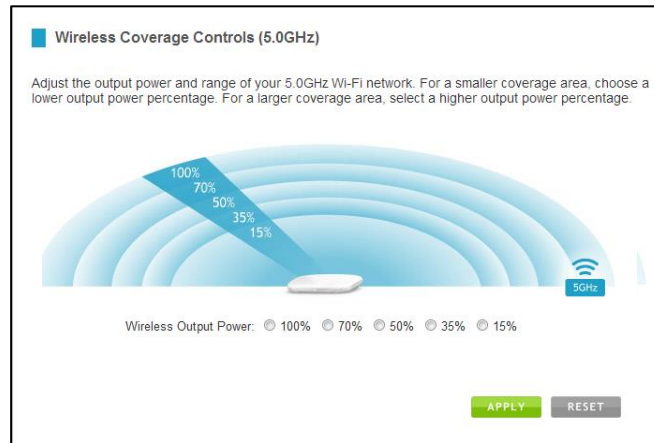 Wireless Coverage Controls (5.0GHz)
Adjust the output power and range of your 5.0GHz Wi-Fi network. For a smaller coverage area, choose a
lower output power percentage. For a larger coverage area, select a higher output power percentage.
100%
70%
50%
35%
15%
5GHz
Wireless Output Power: 100% 70% 50% 35% 15%
APPLY RESET